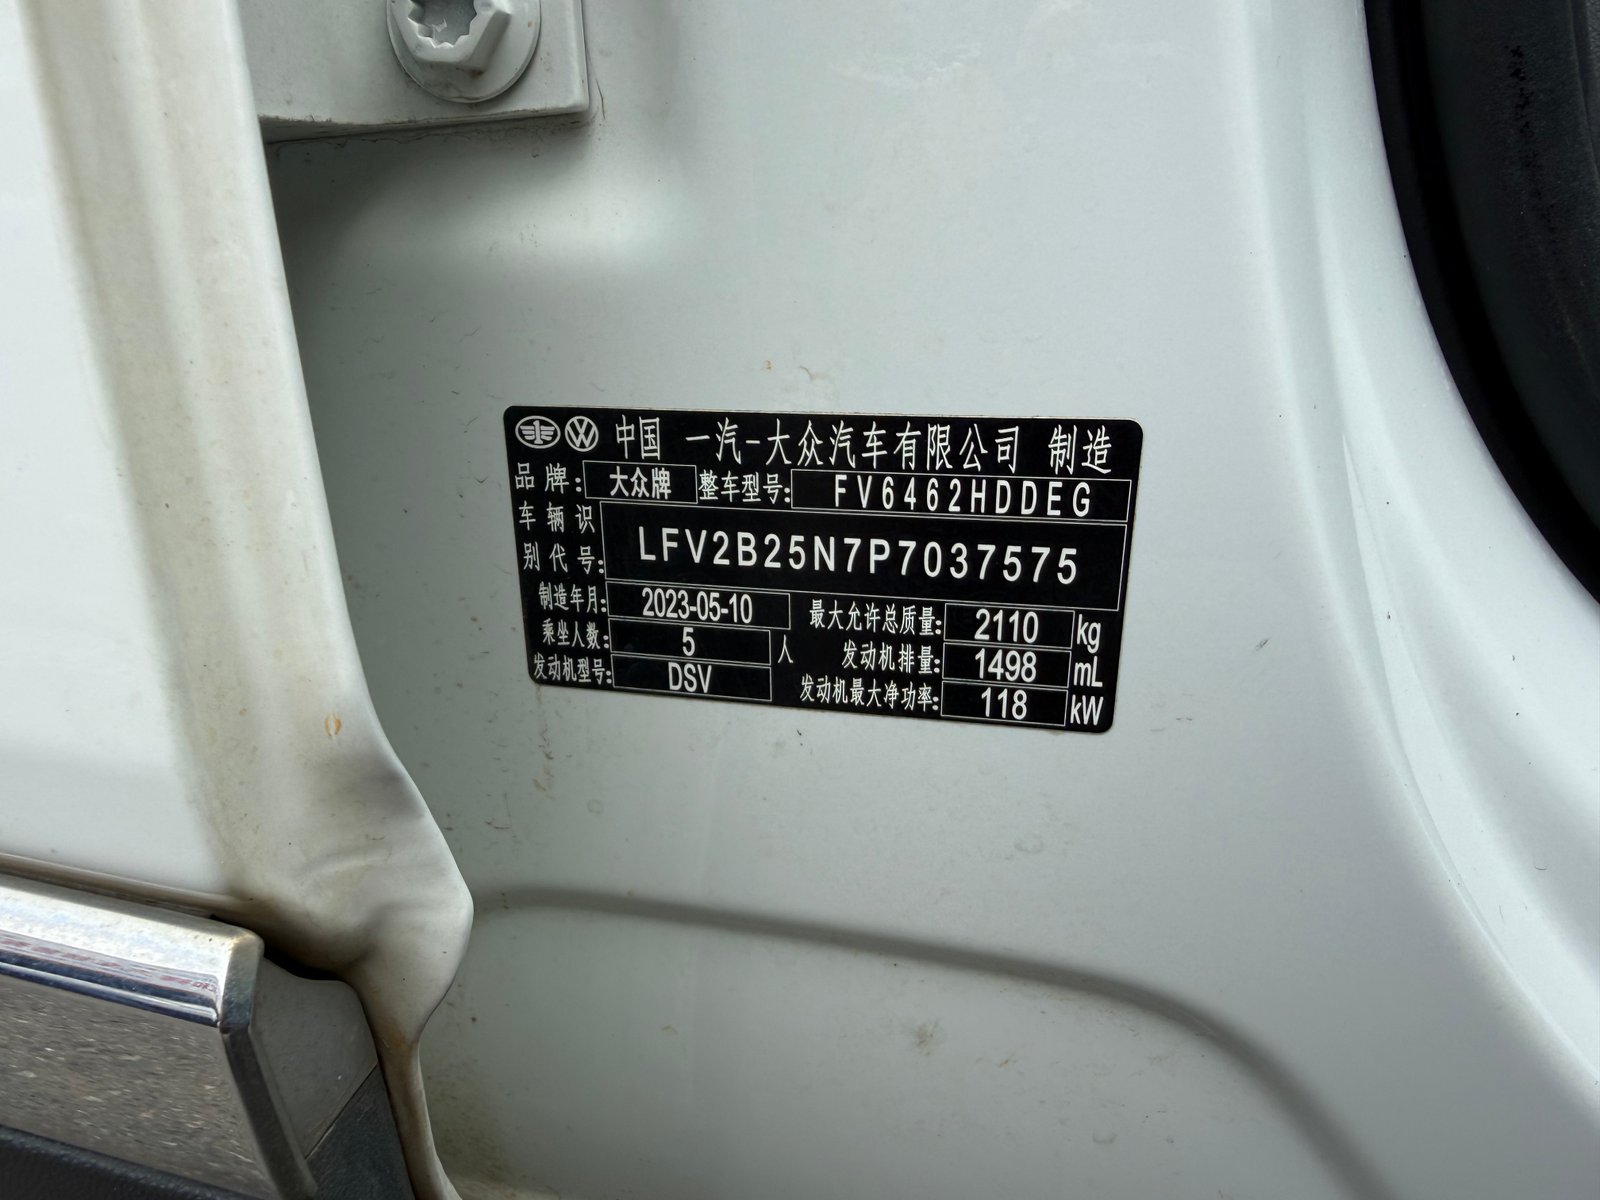 中国 一汽-大众汽车有限公司 制造
品牌: 大众牌 整车型号: FV6462HDDEG
车辆识别代号: LFV2B25N7P7037575
制造年月: 2023-05-10 最大允许总质量: 2110 kg
乘坐人数: 5 人 发动机排量: 1498 mL
发动机型号: DSV 发动机最大净功率: 118 kW